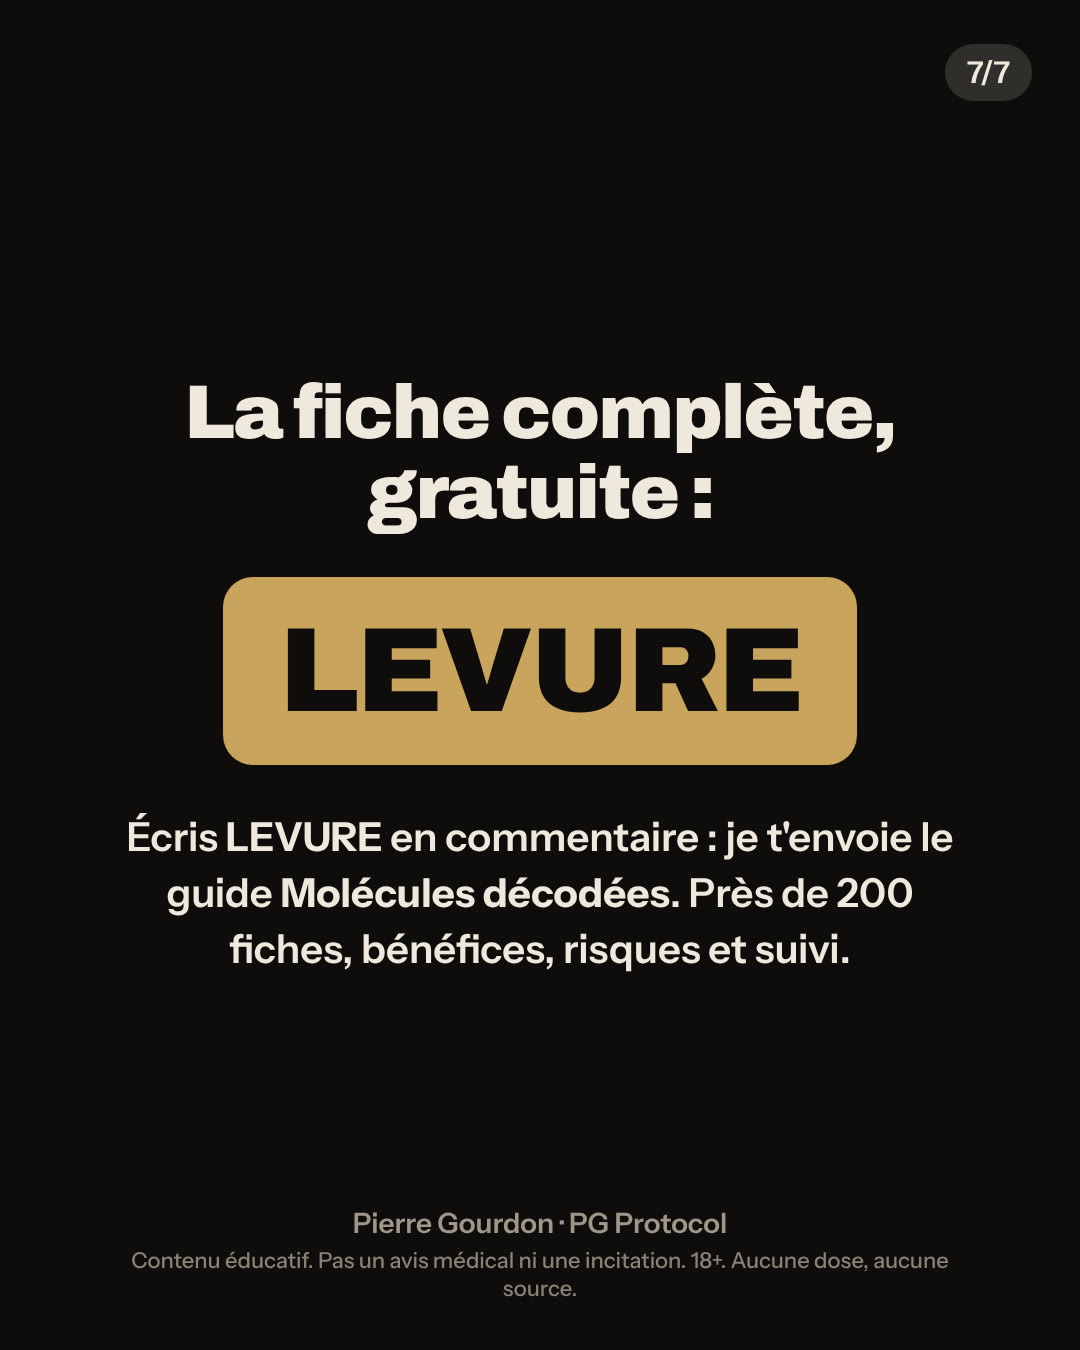 7/7
La fiche complète,
gratuite :
LEVURE
Écris LEVURE en commentaire : je t'envoie le
guide Molécules décodées. Près de 200
fiches, bénéfices, risques et suivi.
Pierre Gourdon · PG Protocol
Contenu éducatif. Pas un avis médical ni une incitation. 18+. Aucune dose, aucune
source.